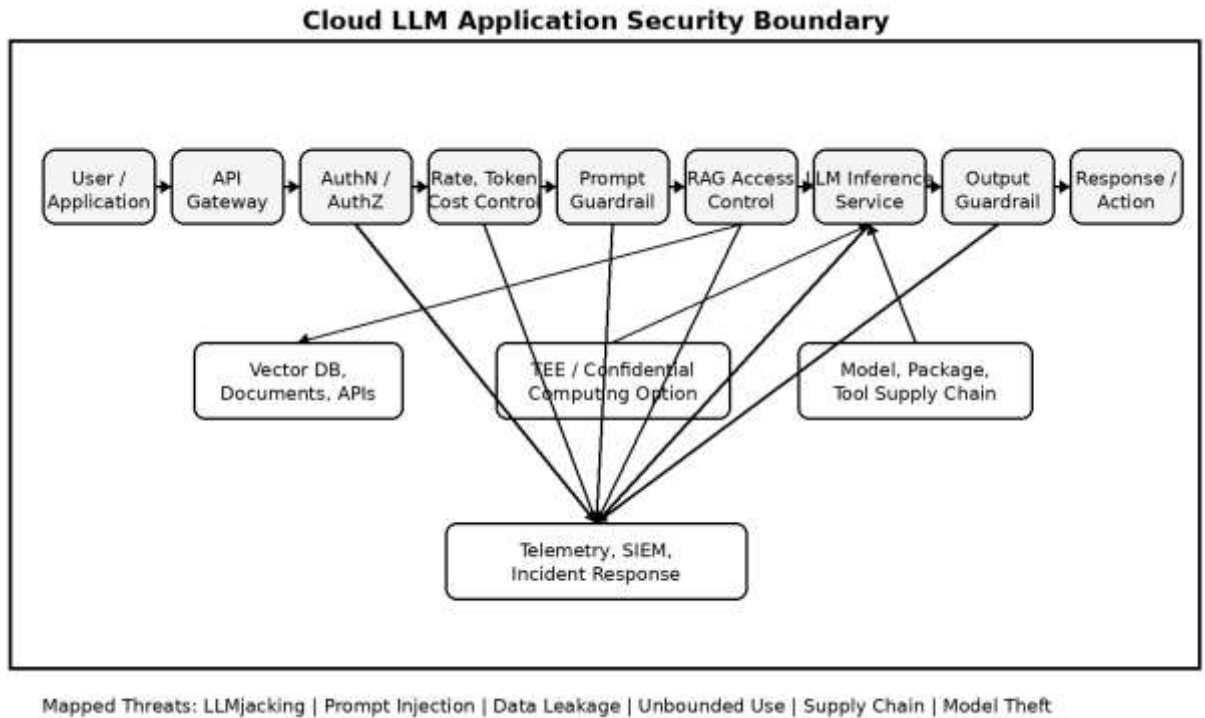 Cloud LLM Application Security Boundary
User /
Application
API
Gateway
AuthN /
AuthZ
Rate, Token
Cost Control
Prompt
Guardrail
RAG Access
Control
LLM Inference
Service
Output
Guardrail
Response /
Action
Vector DB,
Documents, APIs
TEE / Confidential
Computing Option
Model, Package,
Tool Supply Chain
Telemetry, SIEM,
Incident Response
Mapped Threats: LLMjacking | Prompt Injection | Data Leakage | Unbounded Use | Supply Chain | Model Theft